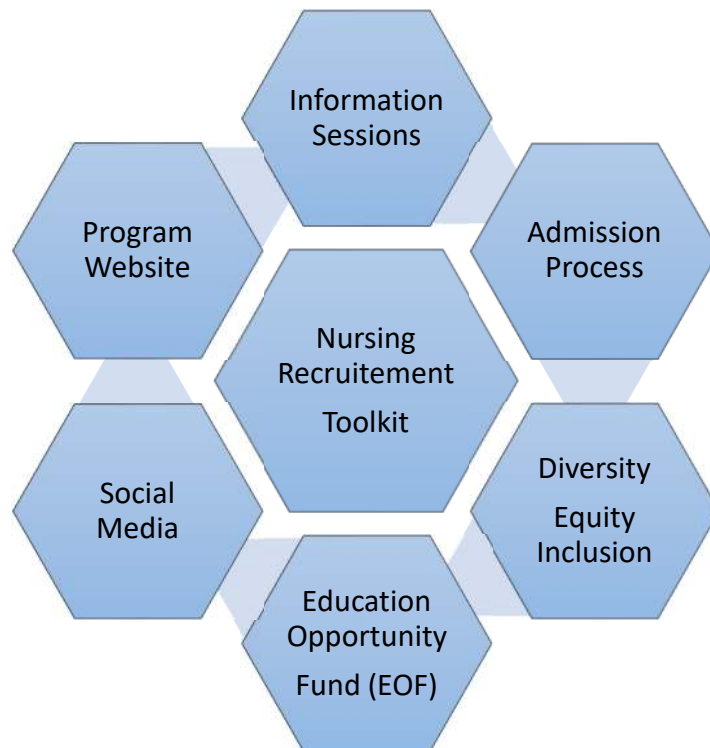 Information
Sessions
Program
Website
Admission
Process
Nursing
Recruitement
Toolkit
Social
Media
Diversity
Equity
Inclusion
Education
Opportunity
Fund (EOF)